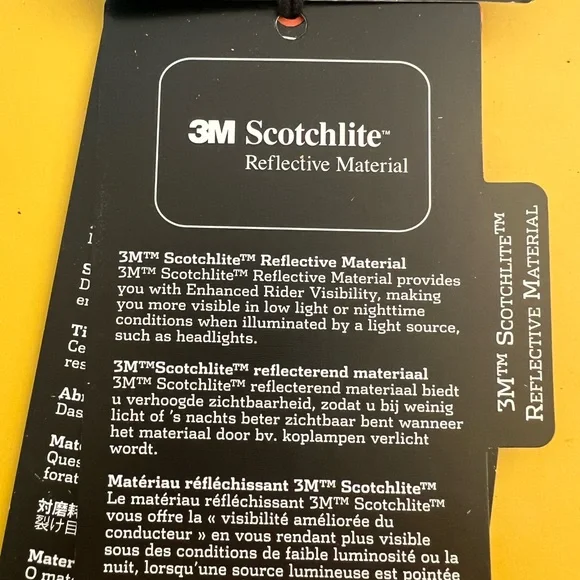 3M Scotchlite™
Reflective Material
3M™ Scotchlite™ Reflective Material
3M™ Scotchlite™ Reflective Material provides
you with Enhanced Rider Visibility, making
you more visible in low light or nighttime
conditions when illuminated by a light source,
such as headlights.
3M™Scotchlite™ reflecterend materiaal
3M™ Scotchlite™ reflecterend materiaal biedt
u verhoogde zichtbaarheid, zodat u bij weinig
licht of 's nachts beter zichtbaar bent wanneer
het materiaal door bv. koplampen verlicht
wordt.
Matériau réfléchissant 3M™ Scotchlite™
Le matériau réfléchissant 3M™ Scotchlite™
vous offre la « visibilité améliorée du
conducteur » en vous rendant plus visible
sous des conditions de faible luminosité ou la
nuit, lorsqu'une source lumineuse est pointée
3M™ Scotchlite™
Reflective Material